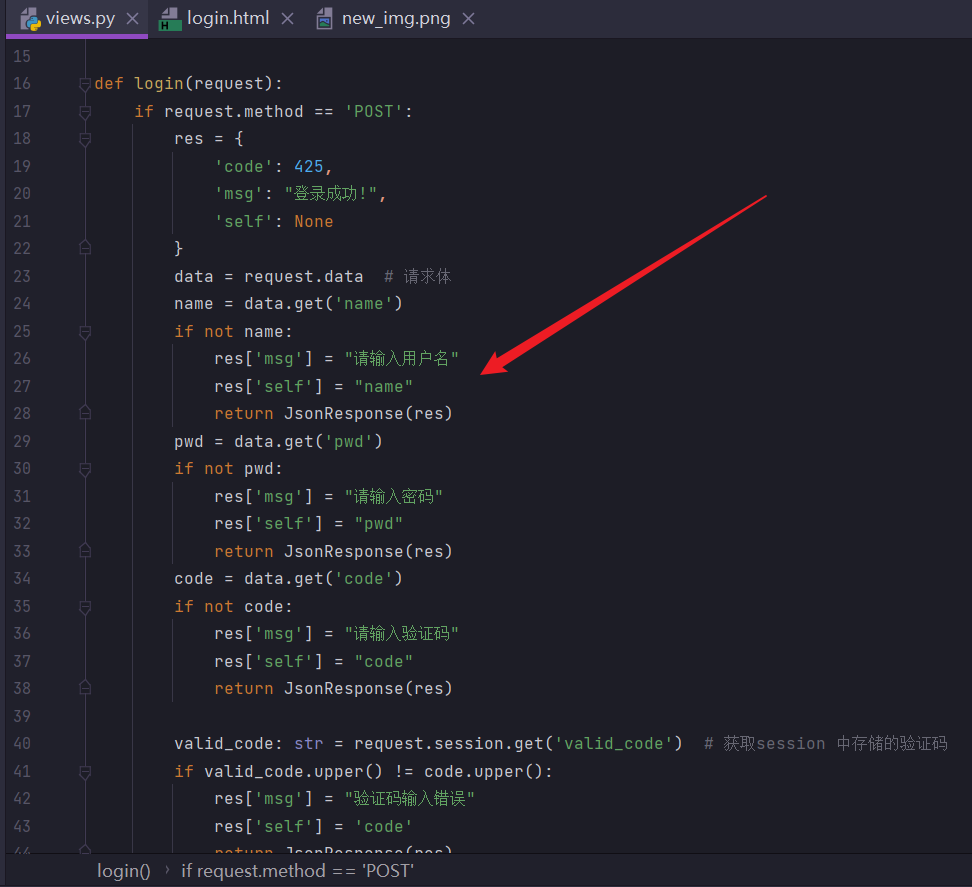 views.py login.html new_img.png
15
16 def login(request):
17     if request.method == 'POST':
18         res = {
19             'code': 425,
20             'msg': "登录成功!",
21             'self': None
22         }
23         data = request.data  # 请求体
24         name = data.get('name')
25         if not name:
26             res['msg'] = "请输入用户名"
27             res['self'] = "name"
28             return JsonResponse(res)
29         pwd = data.get('pwd')
30         if not pwd:
31             res['msg'] = "请输入密码"
32             res['self'] = "pwd"
33             return JsonResponse(res)
34         code = data.get('code')
35         if not code:
36             res['msg'] = "请输入验证码"
37             res['self'] = "code"
38             return JsonResponse(res)
39
40         valid_code: str = request.session.get('valid_code')  # 获取session 中存储的验证码
41         if valid_code.upper() != code.upper():
42             res['msg'] = "验证码输入错误"
43             res['self'] = 'code'
44             return JsonResponse(res)
login() › if request.method == 'POST'